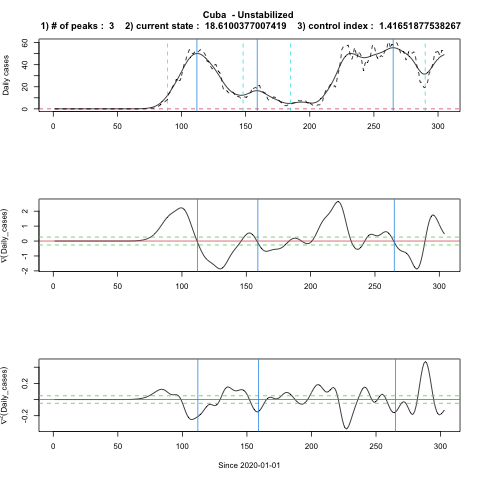 Cuba - Unstabilized
1) # of peaks : 3 2) current state : 18.6100377007419 3) control index : 1.41651877538267
Daily cases
60
40
20
0
0 50 100 150 200 250 300
∇(Daily_cases)
2
1
0
-1
-2
0 50 100 150 200 250 300
∇²(Daily_cases)
0.2
-0.2
0 50 100 150 200 250 300
Since 2020-01-01